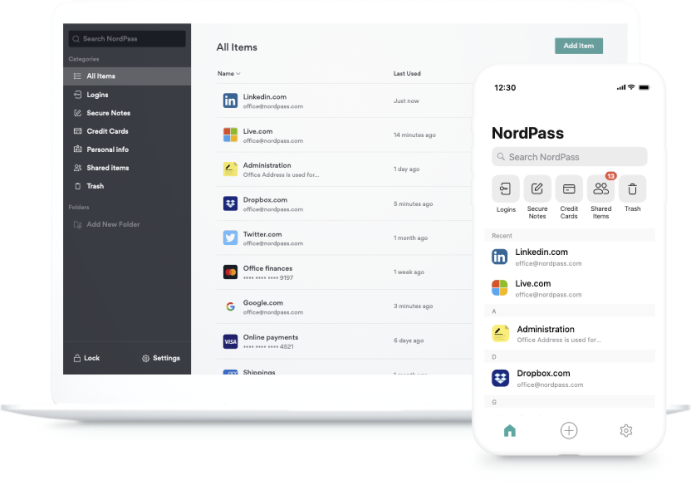 Search NordPass
Categories
All Items
Logins
Secure Notes
Credit Cards
Personal info
Shared items
Trash
Folders
Add New Folder
Lock
Settings
All Items
Add Item
Name
Last Used
Linkedin.com
office@nordpass.com
Just now
Live.com
office@nordpass.com
14 minutes ago
Administration
Office Address is used for...
1 day ago
Dropbox.com
office@nordpass.com
5 minutes ago
Twitter.com
office@nordpass.com
1 month ago
Office finances
•••• •••• •••• 9197
1 week ago
Google.com
office@nordpass.com
3 minutes ago
VISA
Online payments
•••• •••• •••• 4521
6 days ago
Shippings
1 month ago
12:30
NordPass
Search NordPass
13
Logins
Secure
Notes
Credit
Cards
Shared
Items
Trash
Recent
Linkedin.com
office@nordpass.com
Live.com
office@nordpass.com
A
Administration
Office Address is used for...
D
Dropbox.com
office@nordpass.com
G